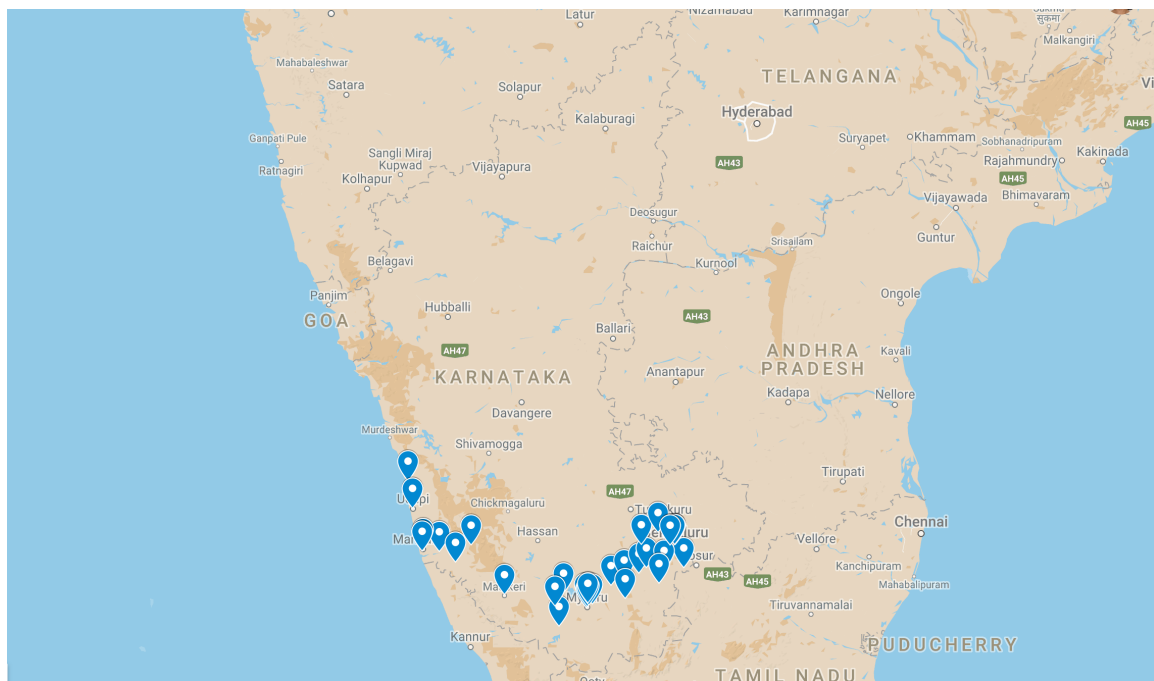 Latur
Nizamabad
Karimnagar
सुकमा
Malkangiri
Mahabaleshwar
Satara
Solapur
TELANGANA
Hyderabad
Kalaburagi
AH45
Ganpati Pule
Ratnagiri
Sangli Miraj
Kupwad
Kolhapur
Vijayapura
AH43
Suryapet
Khammam
Sobhanadripuram
Rajahmundry
Kakinada
AH45
Bhimavaram
Vijayawada
Guntur
Deosugur
Raichur
Srisailam
Belagavi
Kurnool
Panjim
GOA
Hubballi
Ballari
AH43
Ongole
AH47
KARNATAKA
ANDHRA
PRADESH
Kavali
Anantapur
Kadapa
Nellore
Davangere
Murdeshwar
Shivamogga
Tirupati
AH47
Chickmagaluru
Hassan
Chennai
Vellore
Kanchipuram
AH43
AH45
Mahabalipuram
Tiruvannamalai
Kannur
PUDUCHERRY
TAMIL NADU